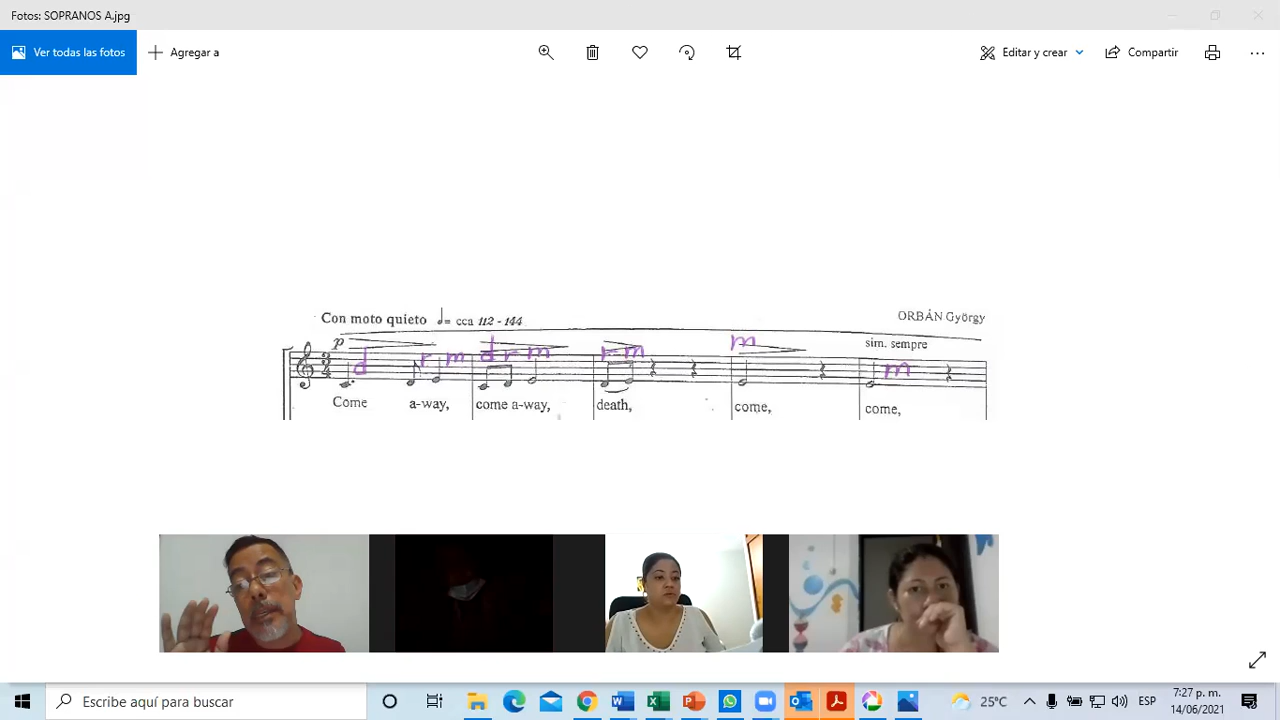 Fotos: SOPRANOS A.jpg
Ver todas las fotos
Agregar a
Editar y crear
Compartir
Con moto quieto = cca 112 - 144
ORBÁN György
p
sim. sempre
d r m d r m r m m m
3
4
Come a-way, come a-way, death, come, come,
Escribe aquí para buscar
25°C
ESP
7:27 p. m.
14/06/2021